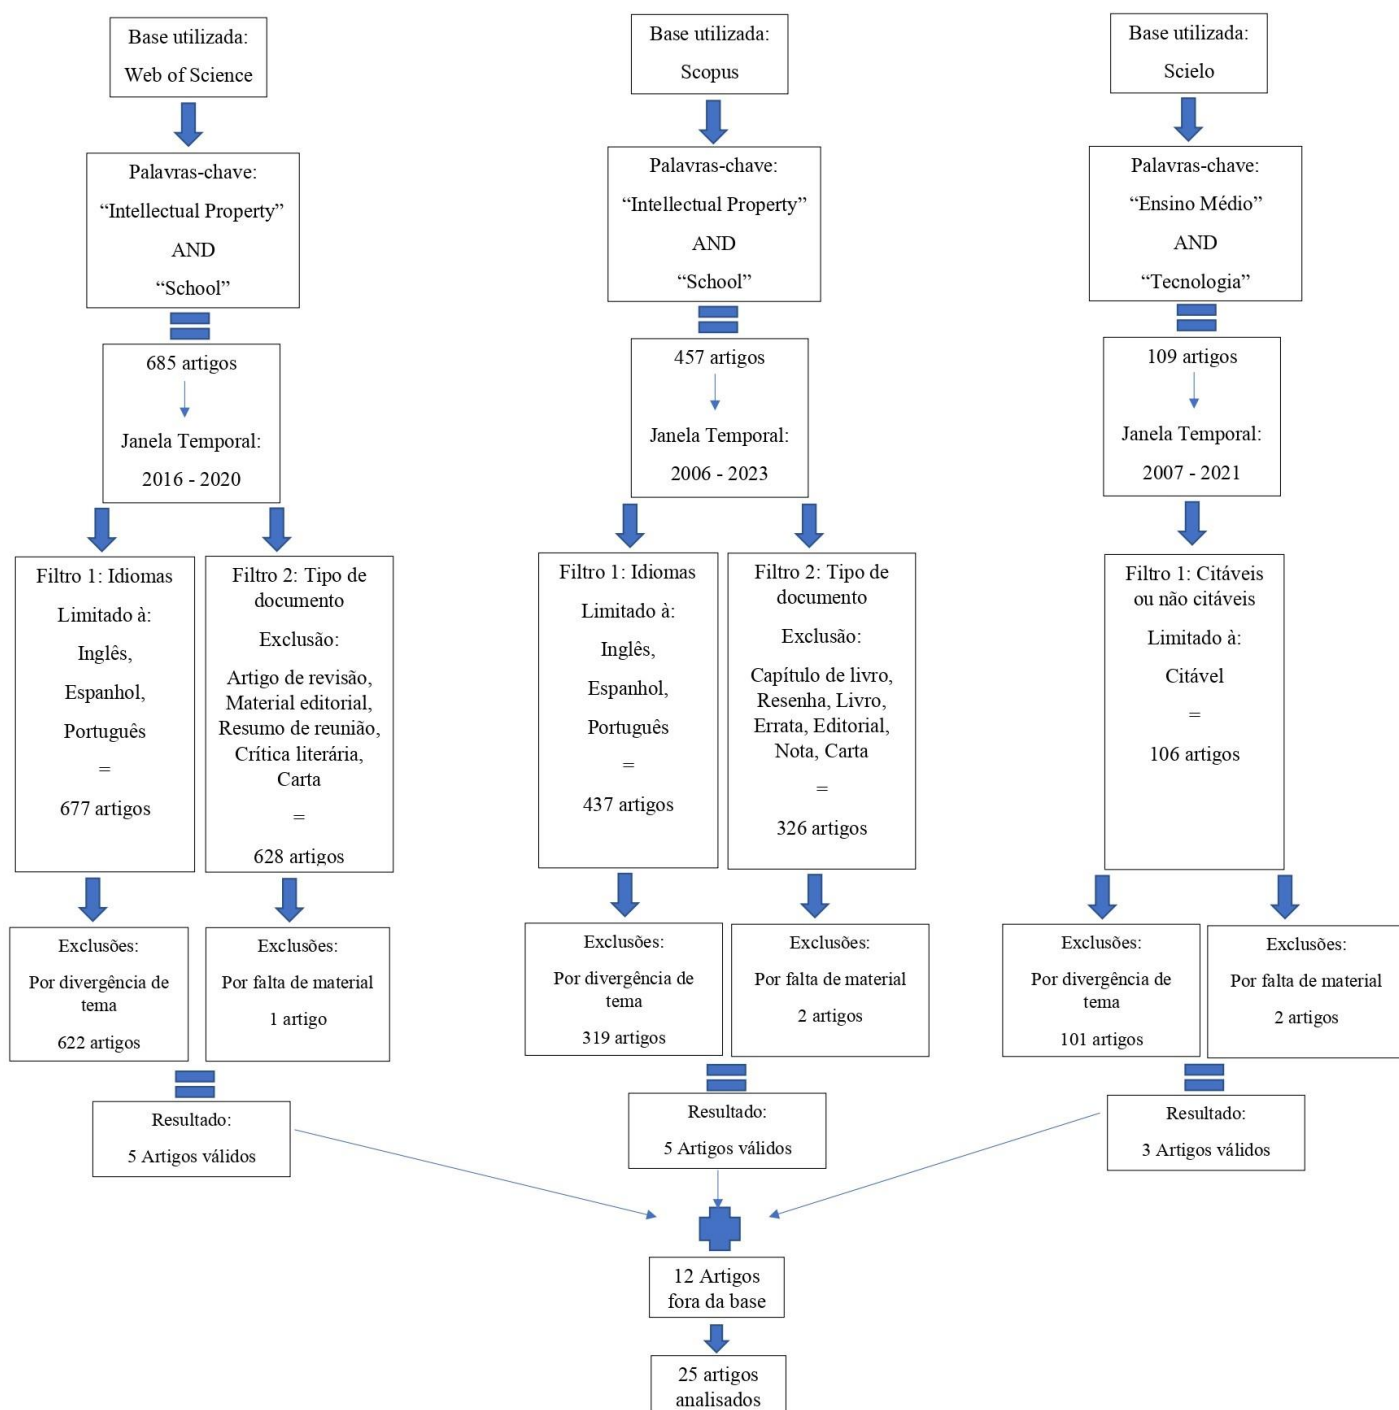 Base utilizada:
Web of Science
Palavras-chave:
“Intellectual Property”
AND
“School”
685 artigos
Janela Temporal:
2016 - 2020
Filtro 1: Idiomas
Limitado à:
Inglês,
Espanhol,
Português
=
677 artigos
Filtro 2: Tipo de
documento
Exclusão:
Artigo de revisão,
Material editorial,
Resumo de reunião,
Crítica literária,
Carta
=
628 artigos
Exclusões:
Por divergência de
tema
622 artigos
Exclusões:
Por falta de material
1 artigo
Resultado:
5 Artigos válidos
Base utilizada:
Scopus
Palavras-chave:
“Intellectual Property”
AND
“School”
457 artigos
Janela Temporal:
2006 - 2023
Filtro 1: Idiomas
Limitado à:
Inglês,
Espanhol,
Português
=
437 artigos
Filtro 2: Tipo de
documento
Exclusão:
Capítulo de livro,
Resenha, Livro,
Errata, Editorial,
Nota, Carta
=
326 artigos
Exclusões:
Por divergência de
tema
319 artigos
Exclusões:
Por falta de material
2 artigos
Resultado:
5 Artigos válidos
Base utilizada:
Scielo
Palavras-chave:
“Ensino Médio”
AND
“Tecnologia”
109 artigos
Janela Temporal:
2007 - 2021
Filtro 1: Citáveis
ou não citáveis
Limitado à:
Citável
=
106 artigos
Exclusões:
Por divergência de
tema
101 artigos
Exclusões:
Por falta de material
2 artigos
Resultado:
3 Artigos válidos
12 Artigos
fora da base
25 artigos
analisados